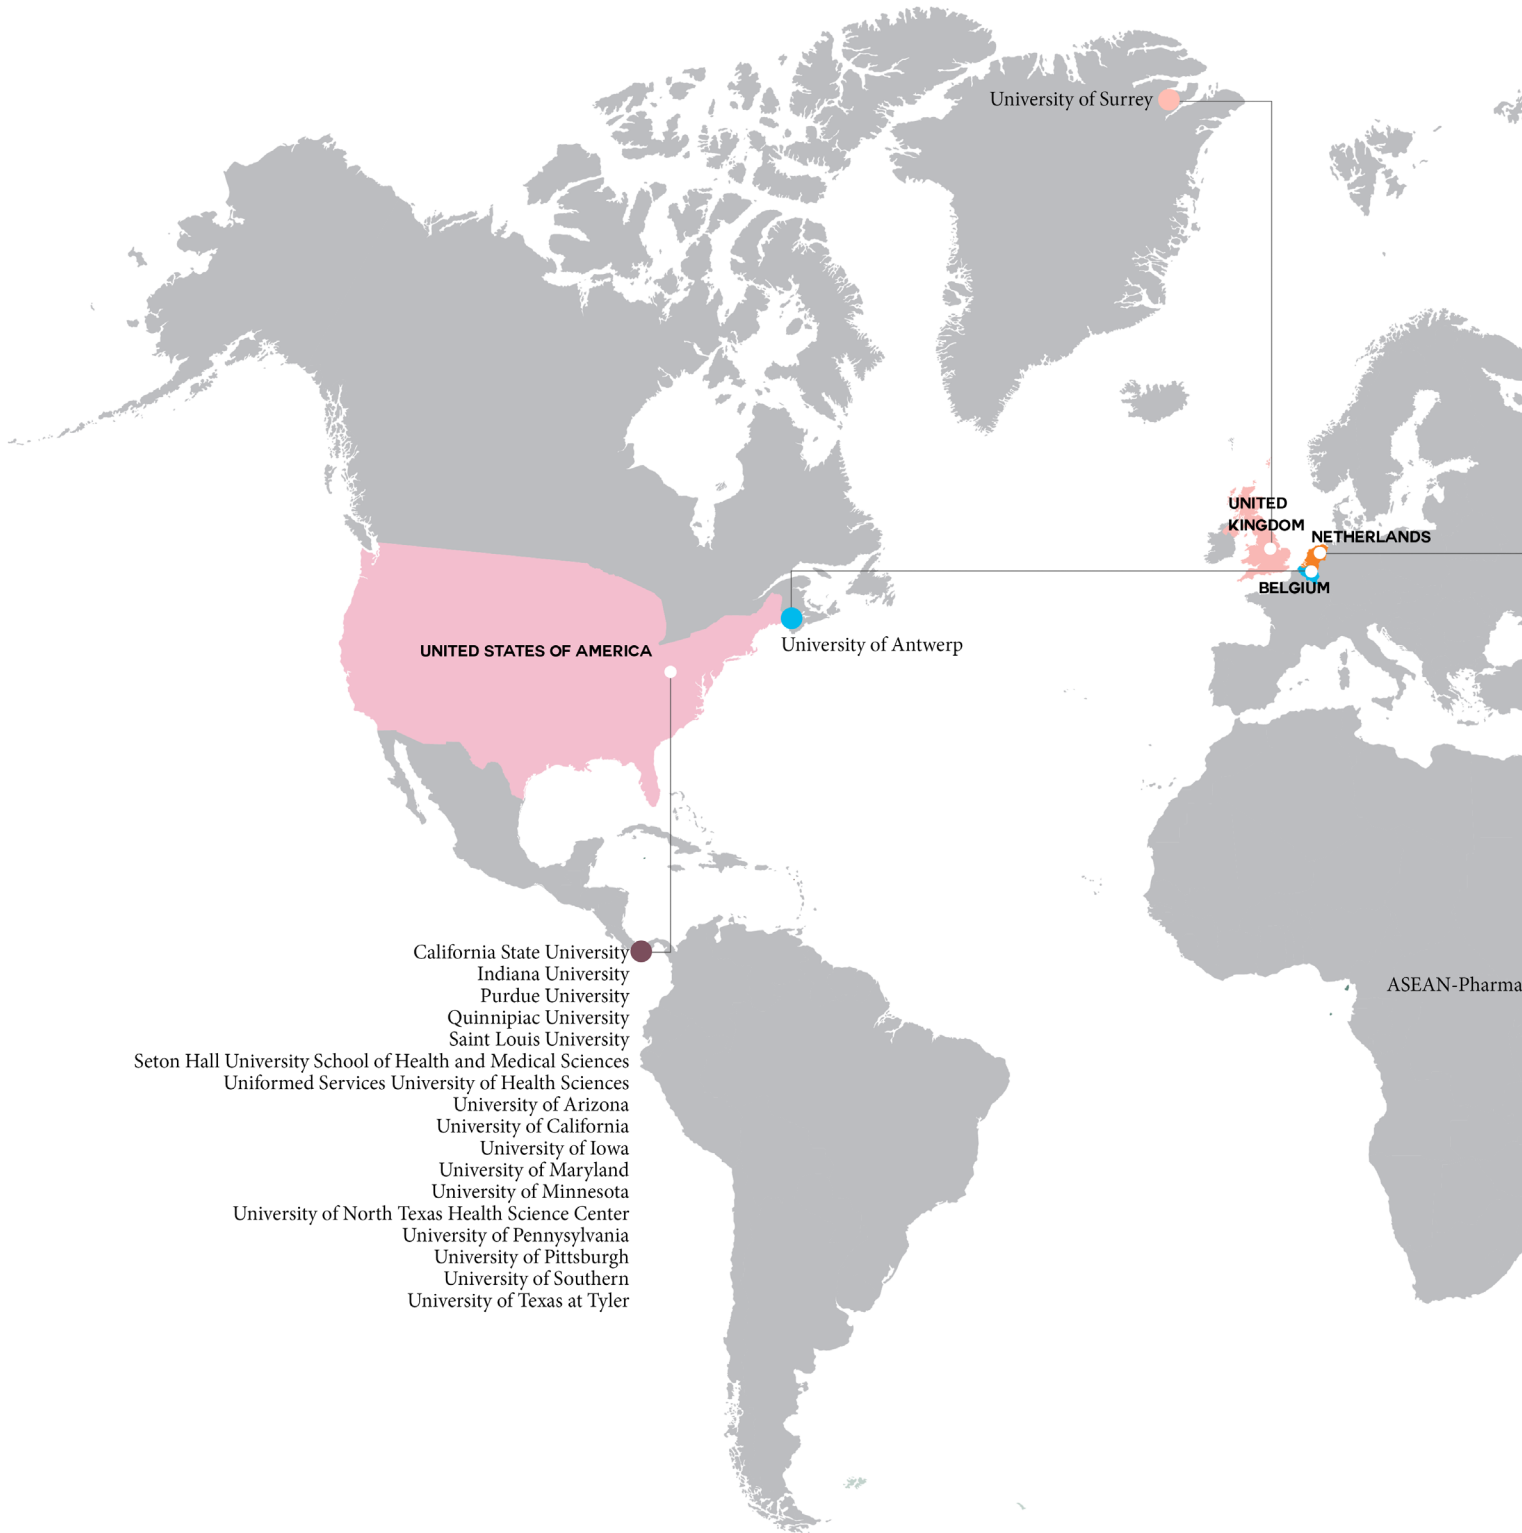 University of Surrey
UNITED
KINGDOM
NETHERLANDS
BELGIUM
UNITED STATES OF AMERICA
University of Antwerp
California State University
Indiana University
Purdue University
Quinnipiac University
Saint Louis University
Seton Hall University School of Health and Medical Sciences
Uniformed Services University of Health Sciences
University of Arizona
University of California
University of Iowa
University of Maryland
University of Minnesota
University of North Texas Health Science Center
University of Pennysylvania
University of Pittsburgh
University of Southern
University of Texas at Tyler
ASEAN-Pharma